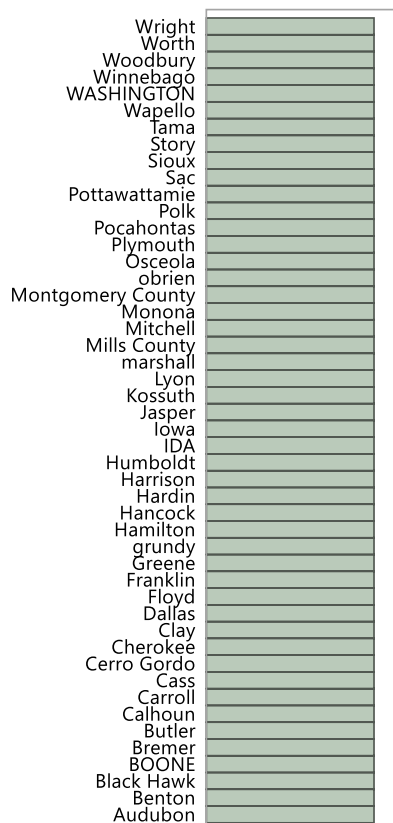 Wright
Worth
Woodbury
Winnebago
WASHINGTON
Wapello
Tama
Story
Sioux
Sac
Pottawattamie
Polk
Pocahontas
Plymouth
Osceola
obrien
Montgomery County
Monona
Mitchell
Mills County
marshall
Lyon
Kossuth
Jasper
Iowa
IDA
Humboldt
Harrison
Hardin
Hancock
Hamilton
grundy
Greene
Franklin
Floyd
Dallas
Clay
Cherokee
Cerro Gordo
Cass
Carroll
Calhoun
Butler
Bremer
BOONE
Black Hawk
Benton
Audubon